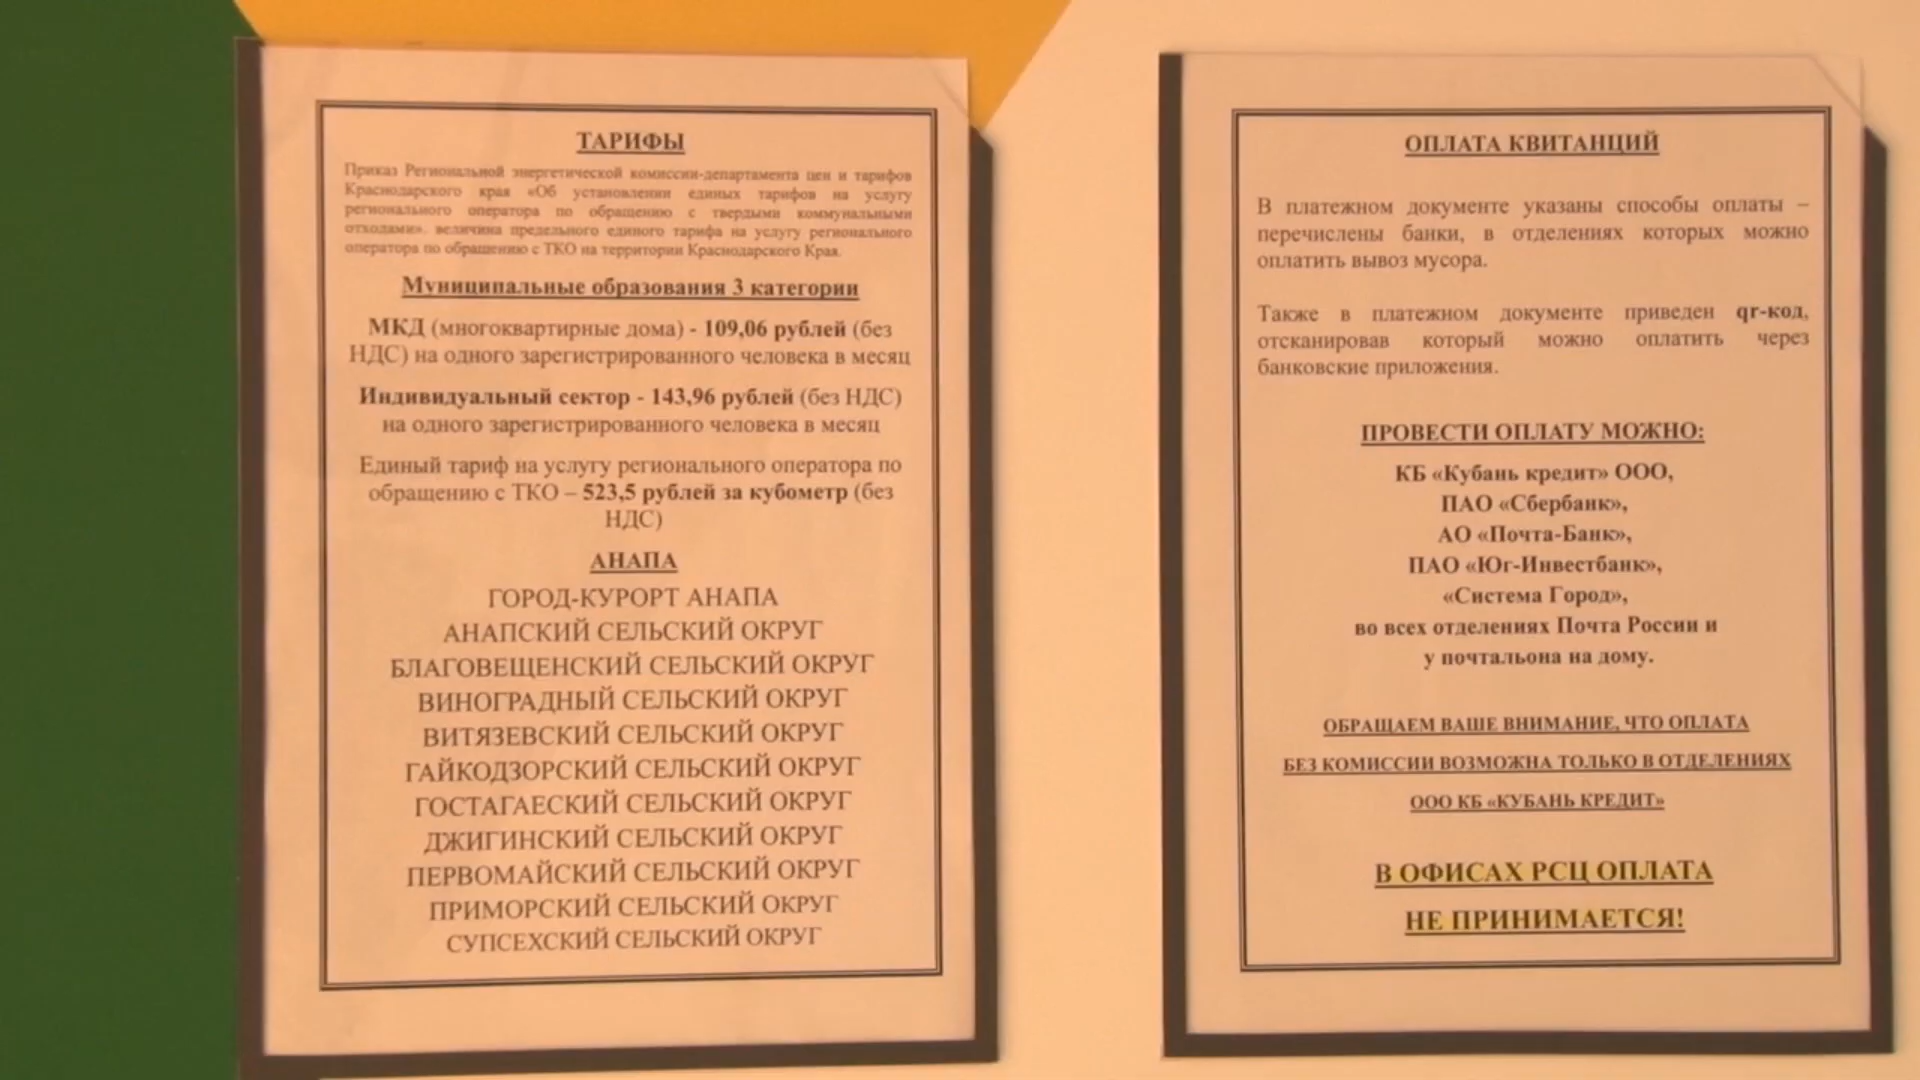 ТАРИФЫ
Приказ Региональной энергетической комиссии-департамента цен и тарифов
Краснодарского края «Об установлении единых тарифов на услугу
регионального оператора по обращению с твердыми коммунальными
отходами». величина предельного единого тарифа на услугу регионального
оператора по обращению с ТКО на территории Краснодарского Края.
Муниципальные образования 3 категории
МКД (многоквартирные дома) - 109,06 рублей (без
НДС) на одного зарегистрированного человека в месяц
Индивидуальный сектор - 143,96 рублей (без НДС)
на одного зарегистрированного человека в месяц
Единый тариф на услугу регионального оператора по
обращению с ТКО – 523,5 рублей за кубометр (без
НДС)
АНАПА
ГОРОД-КУРОРТ АНАПА
АНАПСКИЙ СЕЛЬСКИЙ ОКРУГ
БЛАГОВЕЩЕНСКИЙ СЕЛЬСКИЙ ОКРУГ
ВИНОГРАДНЫЙ СЕЛЬСКИЙ ОКРУГ
ВИТЯЗЕВСКИЙ СЕЛЬСКИЙ ОКРУГ
ГАЙКОДЗОРСКИЙ СЕЛЬСКИЙ ОКРУГ
ГОСТАГАЕСКИЙ СЕЛЬСКИЙ ОКРУГ
ДЖИГИНСКИЙ СЕЛЬСКИЙ ОКРУГ
ПЕРВОМАЙСКИЙ СЕЛЬСКИЙ ОКРУГ
ПРИМОРСКИЙ СЕЛЬСКИЙ ОКРУГ
СУПСЕХСКИЙ СЕЛЬСКИЙ ОКРУГ
ОПЛАТА КВИТАНЦИЙ
В платежном документе указаны способы оплаты –
перечислены банки, в отделениях которых можно
оплатить вывоз мусора.
Также в платежном документе приведен qr-код,
отсканировав который можно оплатить через
банковские приложения.
ПРОВЕСТИ ОПЛАТУ МОЖНО:
КБ «Кубань кредит» ООО,
ПАО «Сбербанк»,
АО «Почта-Банк»,
ПАО «Юг-Инвестбанк»,
«Система Город»,
во всех отделениях Почта России и
у почтальона на дому.
ОБРАЩАЕМ ВАШЕ ВНИМАНИЕ, ЧТО ОПЛАТА
БЕЗ КОМИССИИ ВОЗМОЖНА ТОЛЬКО В ОТДЕЛЕНИЯХ
ООО КБ «КУБАНЬ КРЕДИТ»
В ОФИСАХ РСЦ ОПЛАТА
НЕ ПРИНИМАЕТСЯ!